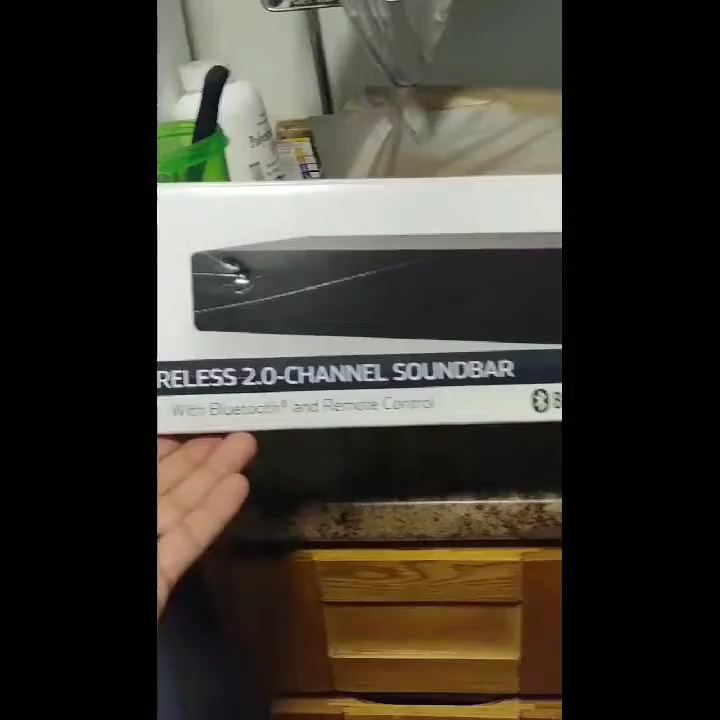 RELESS 2.0-CHANNEL SOUNDBAR
With Bluetooth® and Remote Control